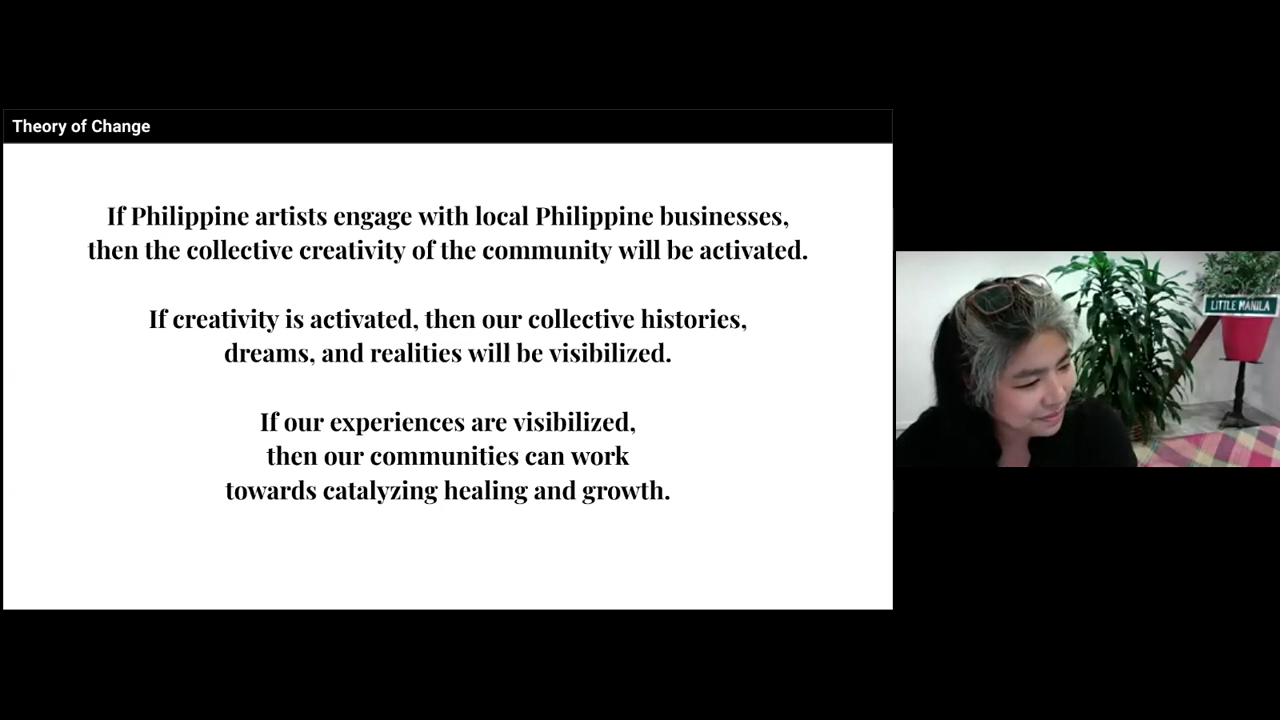 Theory of Change
If Philippine artists engage with local Philippine businesses,
then the collective creativity of the community will be activated.
If creativity is activated, then our collective histories,
dreams, and realities will be visibilized.
If our experiences are visibilized,
then our communities can work
towards catalyzing healing and growth.
LITTLE MANILA